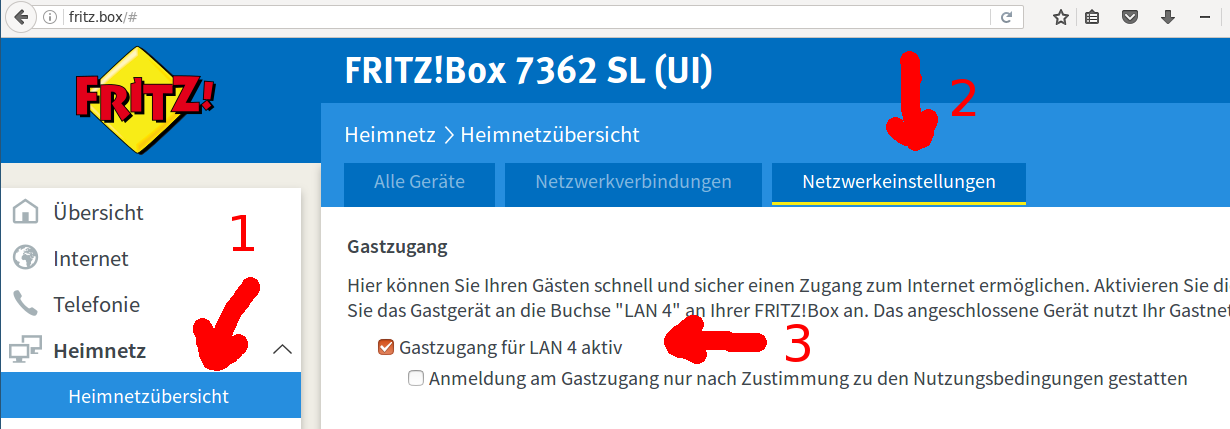 fritz.box/#
FRITZ!
FRITZ!Box 7362 SL (UI)
2
Heimnetz > Heimnetzübersicht
Alle Geräte
Netzwerkverbindungen
Netzwerkeinstellungen
Übersicht
1
Internet
Telefonie
Heimnetz
Heimnetzübersicht
Gastzugang
Hier können Sie Ihren Gästen schnell und sicher einen Zugang zum Internet ermöglichen. Aktivieren Sie di
Sie das Gastgerät an die Buchse "LAN 4" an Ihrer FRITZ!Box an. Das angeschlossene Gerät nutzt Ihr Gastnet
Gastzugang für LAN 4 aktiv
3
Anmeldung am Gastzugang nur nach Zustimmung zu den Nutzungsbedingungen gestatten